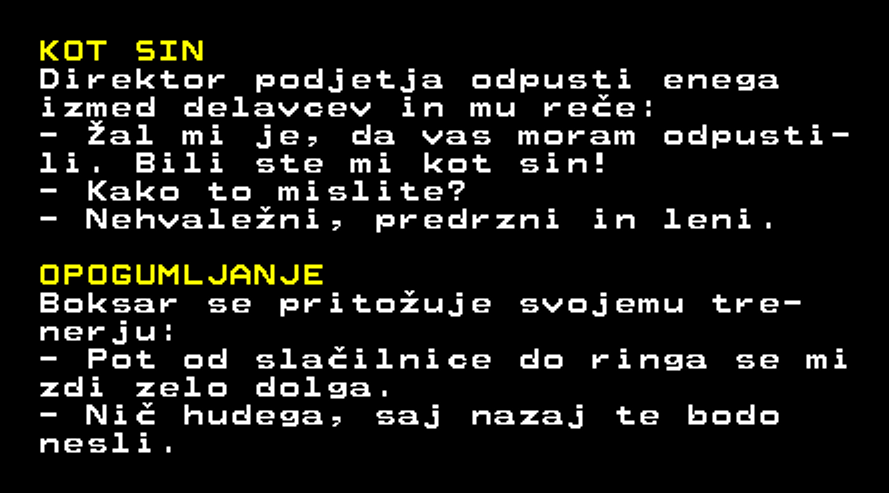 KOT SIN
Direktor podjetja odpusti enega
izmed delavcev in mu reče:
- Žal mi je, da vas moram odpusti-
li. Bili ste mi kot sin!
- Kako to mislite?
- Nehvaležni, predrzni in leni.
OPOGUMLJANJE
Boksar se pritožuje svojemu tre-
nerju:
- Pot od slačilnice do ringa se mi
zdi zelo dolga.
- Nič hudega, saj nazaj te bodo
nesli.